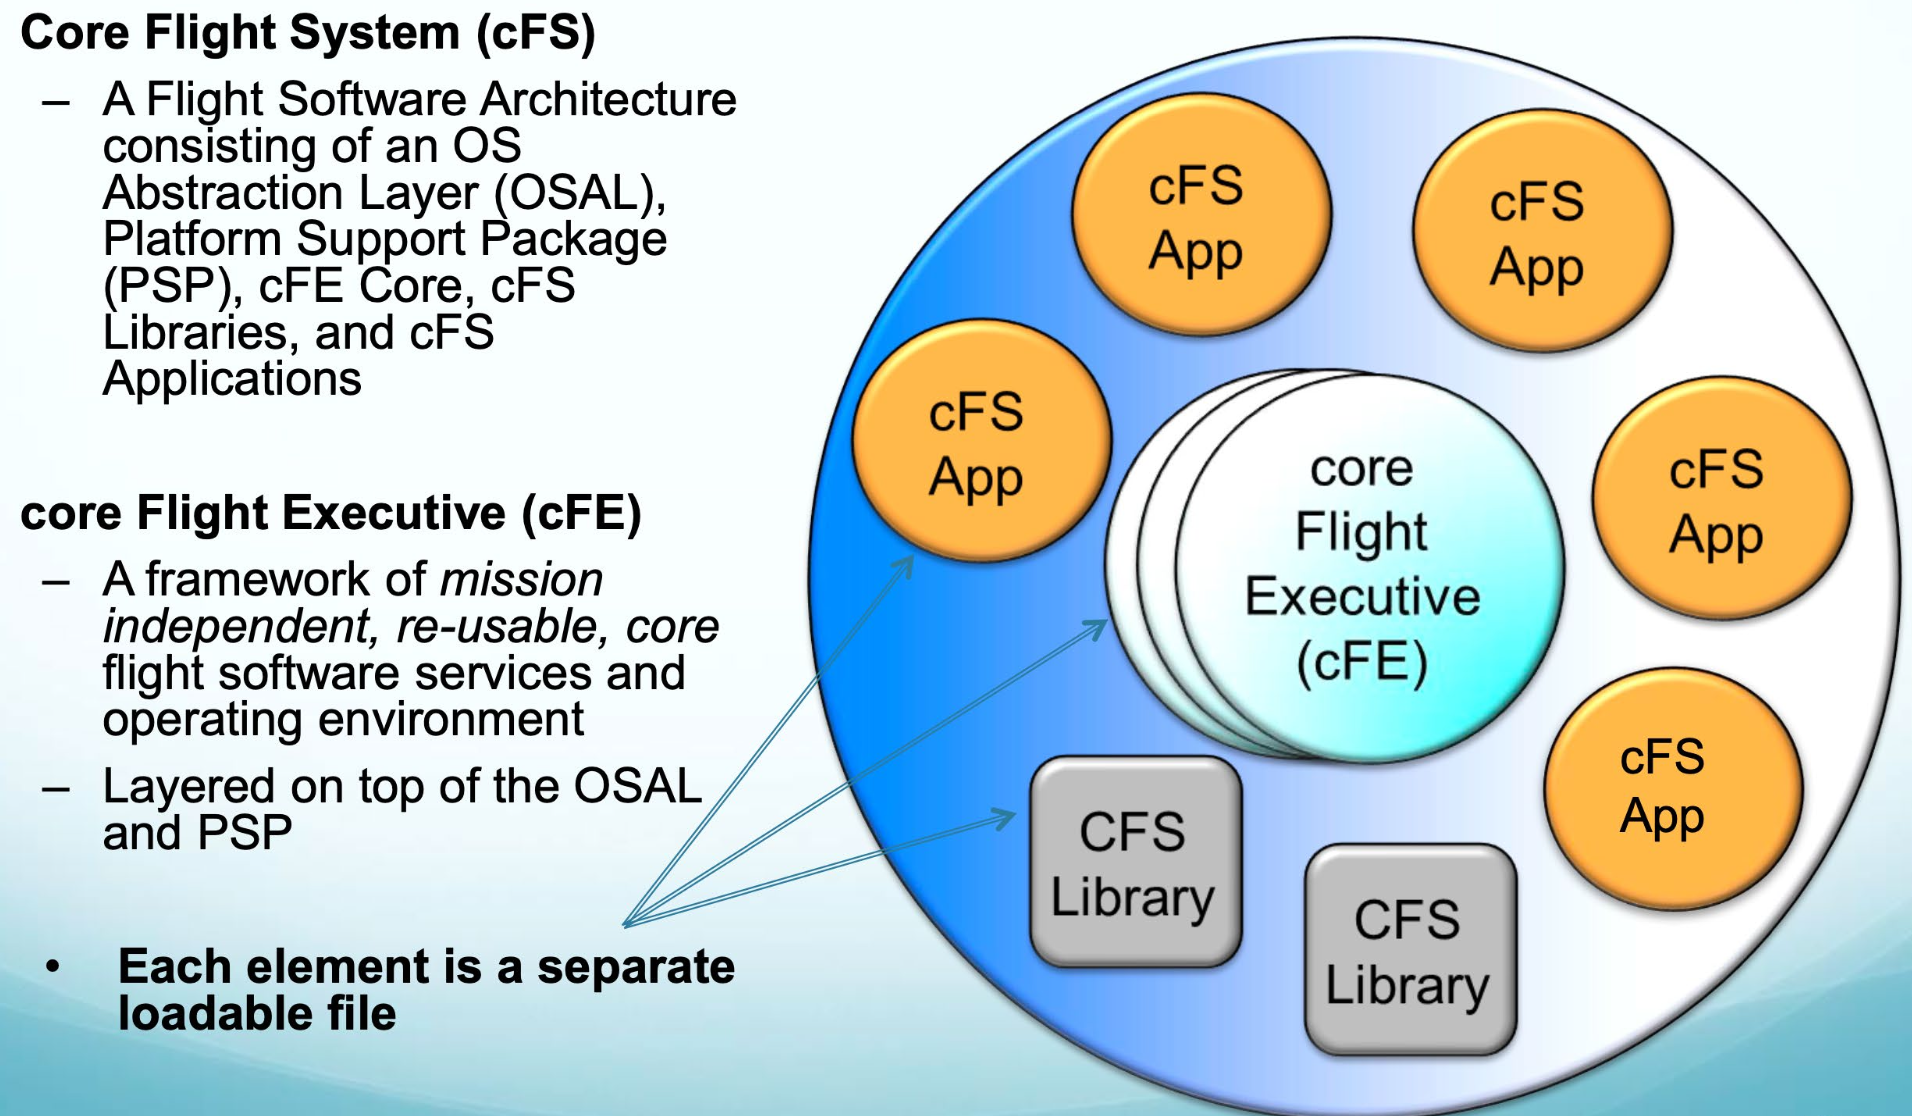 Core Flight System (cFS)
– A Flight Software Architecture
consisting of an OS
Abstraction Layer (OSAL),
Platform Support Package
(PSP), cFE Core, cFS
Libraries, and cFS
Applications
core Flight Executive (cFE)
– A framework of mission
independent, re-usable, core
flight software services and
operating environment
– Layered on top of the OSAL
and PSP
• Each element is a separate
loadable file
cFS
App
cFS
App
cFS
App
cFS
App
cFS
App
core
Flight
Executive
(cFE)
CFS
Library
CFS
Library